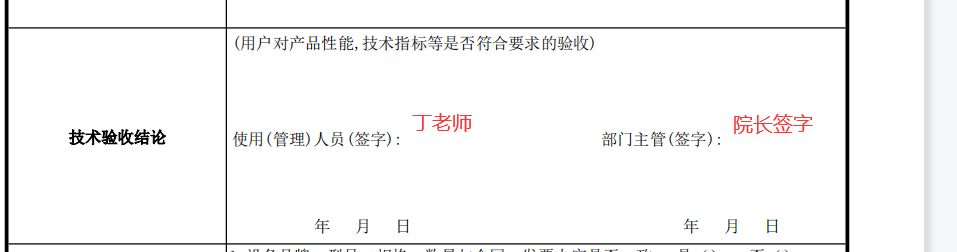 (用户对产品性能,技术指标等是否符合要求的验收)
技术验收结论
使用(管理)人员(签字): 丁老师 部门主管(签字): 院长签字
年 月 日 年 月 日